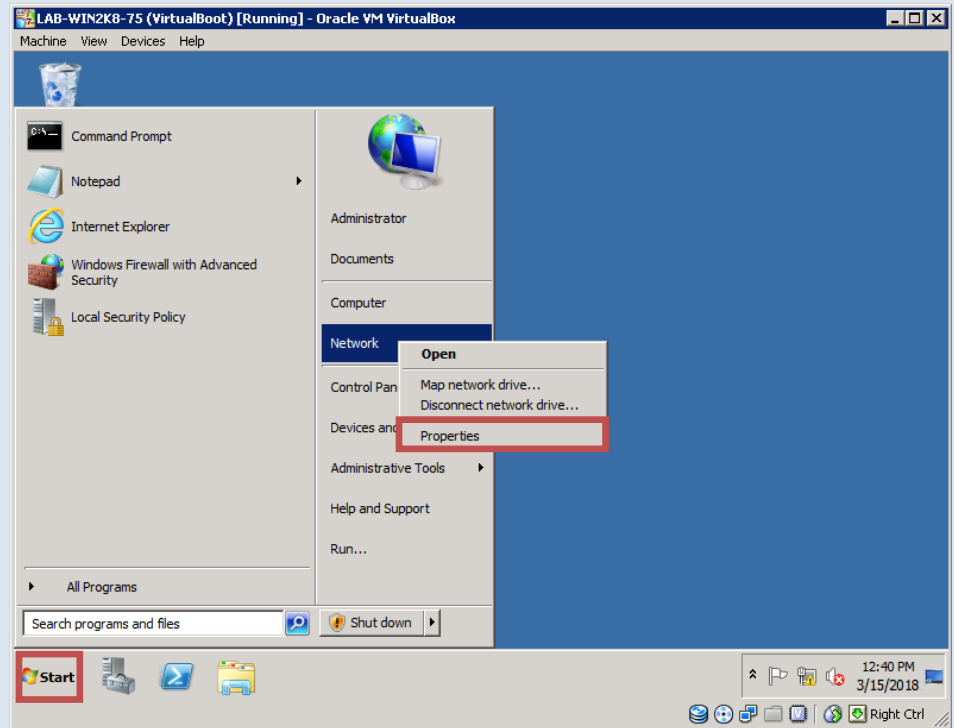 LAB-WIN2K8-75 (VirtualBoot) [Running] - Oracle VM VirtualBox
Machine View Devices Help
Command Prompt
Notepad
Internet Explorer
Windows Firewall with Advanced
Security
Local Security Policy
All Programs
Search programs and files
Administrator
Documents
Computer
Network
Control Pan
Devices and
Administrative Tools
Help and Support
Run...
Shut down
Open
Map network drive...
Disconnect network drive...
Properties
Start
12:40 PM
3/15/2018
Right Ctrl